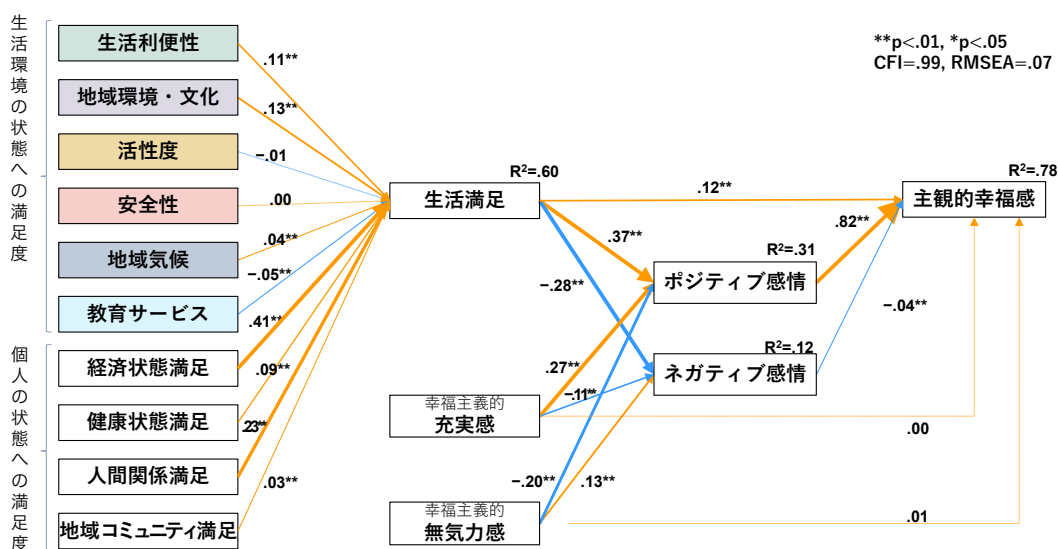 生活環境の状態への満足度
個人の状態への満足度
生活利便性
地域環境・文化
活性度
安全性
地域気候
教育サービス
経済状態満足
健康状態満足
人間関係満足
地域コミュニティ満足
.11**
.13**
−.01
.00
.04**
−.05**
.41**
.09**
.23**
.03**
R²=.60
生活満足
幸福主義的
充実感
幸福主義的
無気力感
.12**
.37**
−.28**
.27**
−.11**
−.20**
.13**
R²=.31
ポジティブ感情
R²=.12
ネガティブ感情
.82**
−.04**
.00
.01
**p<.01, *p<.05
CFI=.99, RMSEA=.07
R²=.78
主観的幸福感